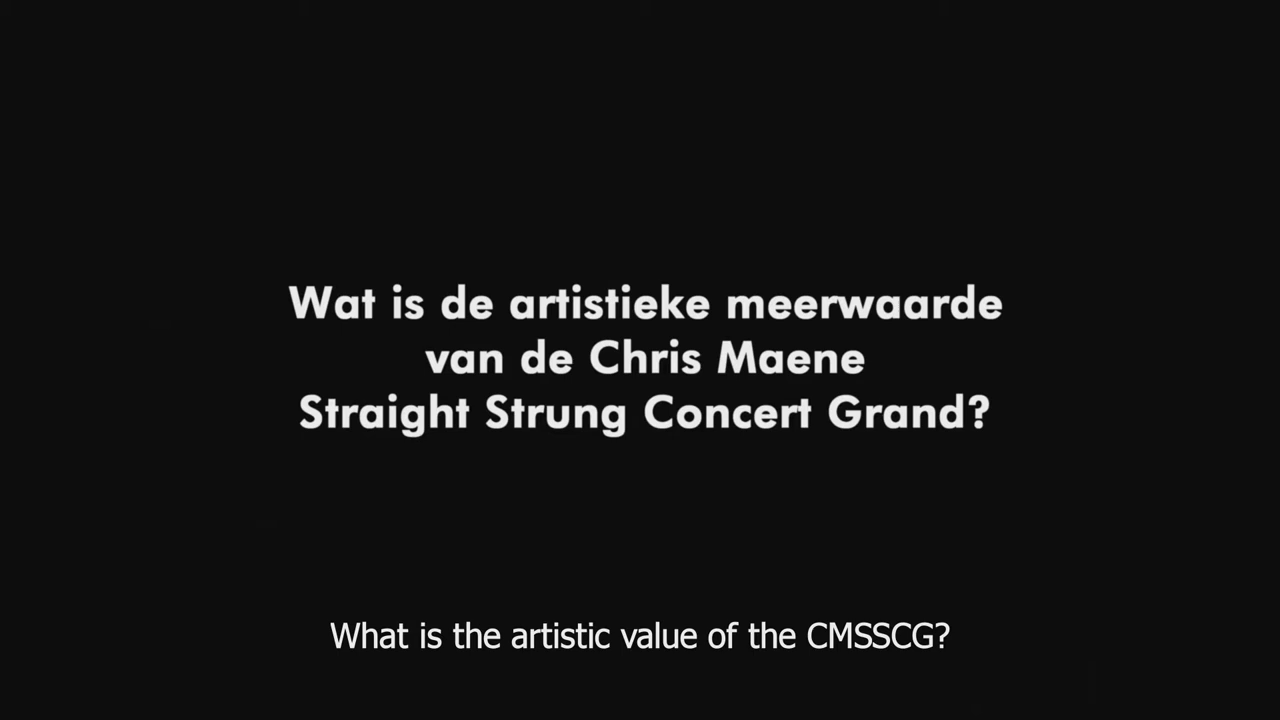 Wat is de artistieke meerwaarde
van de Chris Maene
Straight Strung Concert Grand?
What is the artistic value of the CMSSCG?